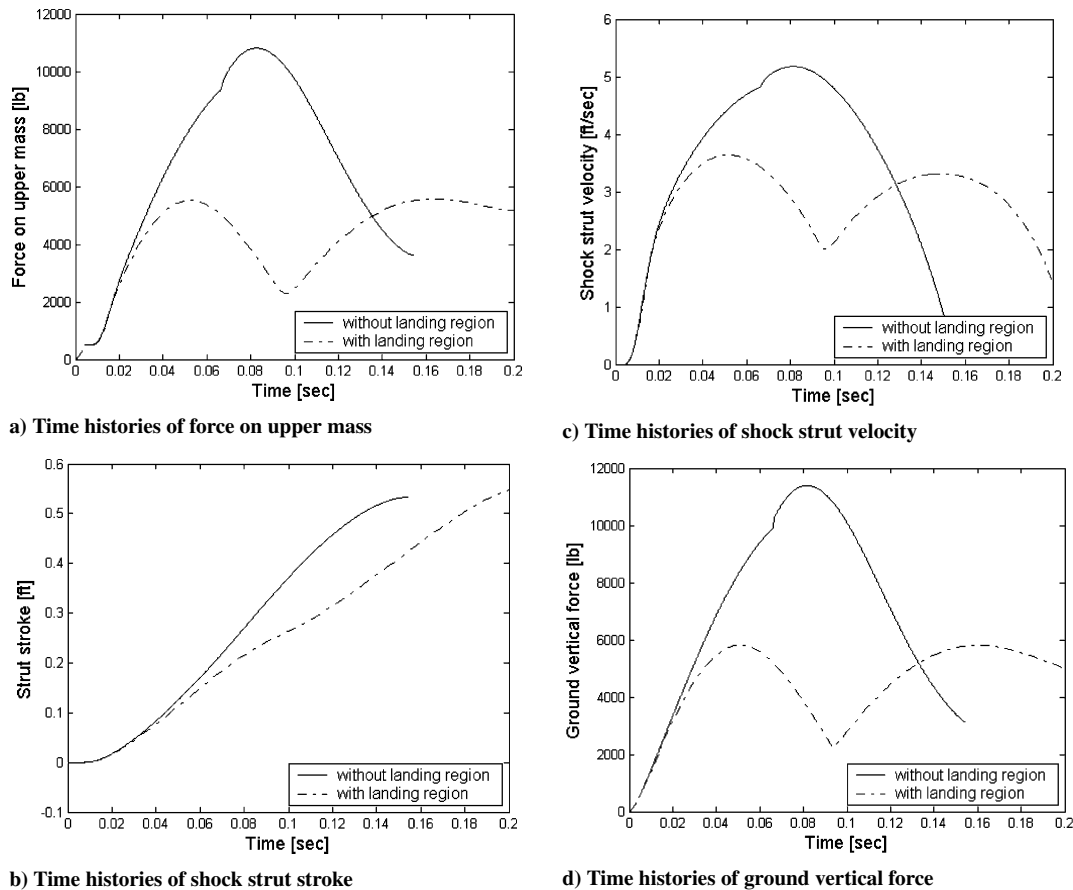 12000
10000
8000
6000
4000
2000
0
Force on upper mass [lb]
0 0.02 0.04 0.06 0.08 0.1 0.12 0.14 0.16 0.18 0.2
Time [sec]
without landing region
with landing region
a) Time histories of force on upper mass
6
5
4
3
2
1
0
Shock strut velocity [ft/sec]
0 0.02 0.04 0.06 0.08 0.1 0.12 0.14 0.16 0.18 0.2
Time [sec]
without landing region
with landing region
c) Time histories of shock strut velocity
0.6
0.5
0.4
0.3
0.2
0.1
0
-0.1
Strut stroke [ft]
0 0.02 0.04 0.06 0.08 0.1 0.12 0.14 0.16 0.18 0.2
Time [sec]
without landing region
with landing region
b) Time histories of shock strut stroke
12000
10000
8000
6000
4000
2000
0
Ground vertical force [lb]
0 0.02 0.04 0.06 0.08 0.1 0.12 0.14 0.16 0.18 0.2
Time [sec]
without landing region
with landing region
d) Time histories of ground vertical force